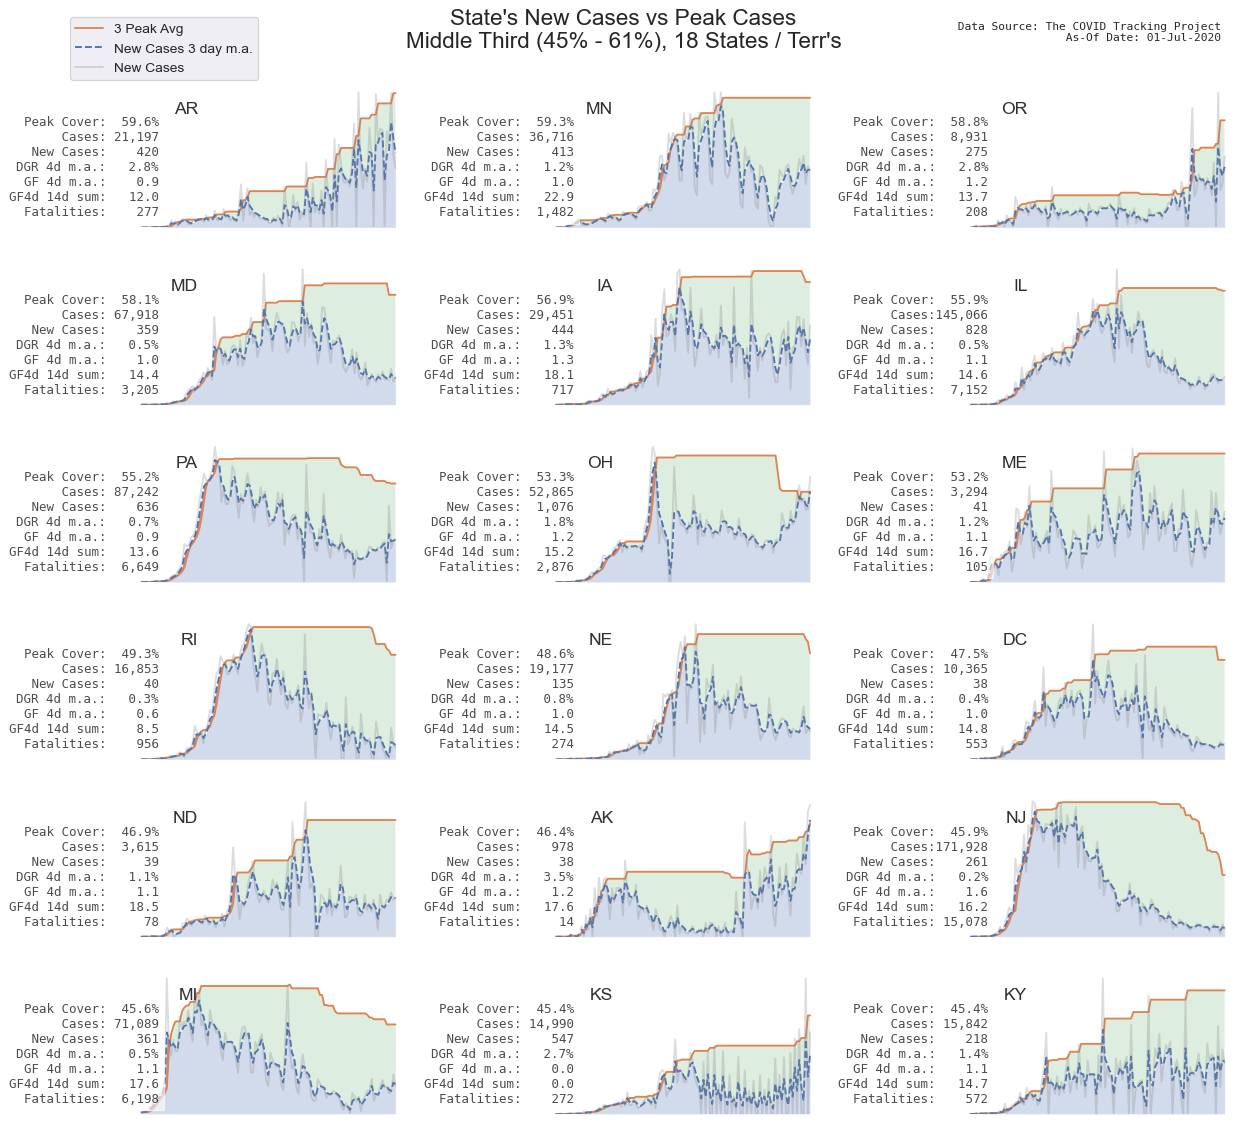 State's New Cases vs Peak Cases
Middle Third (45% - 61%), 18 States / Terr's
3 Peak Avg
New Cases 3 day m.a.
New Cases
Data Source: The COVID Tracking Project
As-Of Date: 01-Jul-2020
AR
Peak Cover: 59.6%
Cases: 21,197
New Cases: 420
DGR 4d m.a.: 2.8%
GF 4d m.a.: 0.9
GF4d 14d sum: 12.0
Fatalities: 277
MN
Peak Cover: 59.3%
Cases: 36,716
New Cases: 413
DGR 4d m.a.: 1.2%
GF 4d m.a.: 1.0
GF4d 14d sum: 22.9
Fatalities: 1,482
OR
Peak Cover: 58.8%
Cases: 8,931
New Cases: 275
DGR 4d m.a.: 2.8%
GF 4d m.a.: 1.2
GF4d 14d sum: 13.7
Fatalities: 208
MD
Peak Cover: 58.1%
Cases: 67,918
New Cases: 359
DGR 4d m.a.: 0.5%
GF 4d m.a.: 1.0
GF4d 14d sum: 14.4
Fatalities: 3,205
IA
Peak Cover: 56.9%
Cases: 29,451
New Cases: 444
DGR 4d m.a.: 1.3%
GF 4d m.a.: 1.3
GF4d 14d sum: 18.1
Fatalities: 717
IL
Peak Cover: 55.9%
Cases:145,066
New Cases: 828
DGR 4d m.a.: 0.5%
GF 4d m.a.: 1.1
GF4d 14d sum: 14.6
Fatalities: 7,152
PA
Peak Cover: 55.2%
Cases: 87,242
New Cases: 636
DGR 4d m.a.: 0.7%
GF 4d m.a.: 0.9
GF4d 14d sum: 13.6
Fatalities: 6,649
OH
Peak Cover: 53.3%
Cases: 52,865
New Cases: 1,076
DGR 4d m.a.: 1.8%
GF 4d m.a.: 1.2
GF4d 14d sum: 15.2
Fatalities: 2,876
ME
Peak Cover: 53.2%
Cases: 3,294
New Cases: 41
DGR 4d m.a.: 1.2%
GF 4d m.a.: 1.1
GF4d 14d sum: 16.7
Fatalities: 105
RI
Peak Cover: 49.3%
Cases: 16,853
New Cases: 40
DGR 4d m.a.: 0.3%
GF 4d m.a.: 0.6
GF4d 14d sum: 8.5
Fatalities: 956
NE
Peak Cover: 48.6%
Cases: 19,177
New Cases: 135
DGR 4d m.a.: 0.8%
GF 4d m.a.: 1.0
GF4d 14d sum: 14.5
Fatalities: 274
DC
Peak Cover: 47.5%
Cases: 10,365
New Cases: 38
DGR 4d m.a.: 0.4%
GF 4d m.a.: 1.0
GF4d 14d sum: 14.8
Fatalities: 553
ND
Peak Cover: 46.9%
Cases: 3,615
New Cases: 39
DGR 4d m.a.: 1.1%
GF 4d m.a.: 1.1
GF4d 14d sum: 18.5
Fatalities: 78
AK
Peak Cover: 46.4%
Cases: 978
New Cases: 38
DGR 4d m.a.: 3.5%
GF 4d m.a.: 1.2
GF4d 14d sum: 17.6
Fatalities: 14
NJ
Peak Cover: 45.9%
Cases:171,928
New Cases: 261
DGR 4d m.a.: 0.2%
GF 4d m.a.: 1.6
GF4d 14d sum: 16.2
Fatalities: 15,078
MI
Peak Cover: 45.6%
Cases: 71,089
New Cases: 361
DGR 4d m.a.: 0.5%
GF 4d m.a.: 1.1
GF4d 14d sum: 17.6
Fatalities: 6,198
KS
Peak Cover: 45.4%
Cases: 14,990
New Cases: 547
DGR 4d m.a.: 2.7%
GF 4d m.a.: 0.0
GF4d 14d sum: 0.0
Fatalities: 272
KY
Peak Cover: 45.4%
Cases: 15,842
New Cases: 218
DGR 4d m.a.: 1.4%
GF 4d m.a.: 1.1
GF4d 14d sum: 14.7
Fatalities: 572